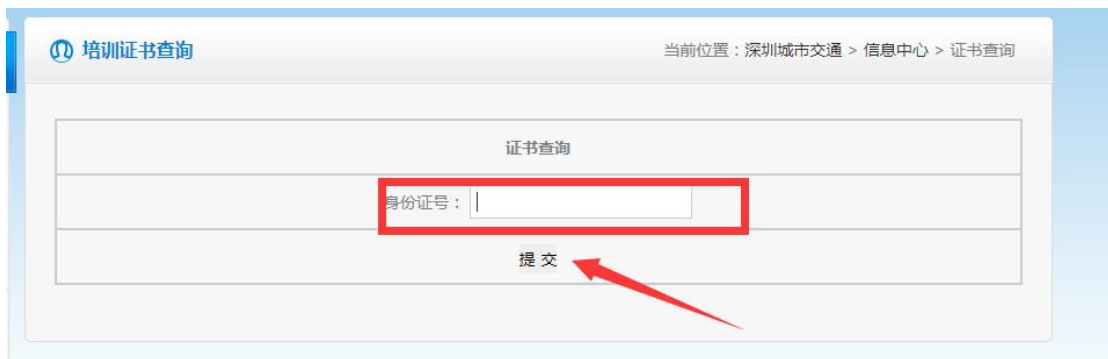 培训证书查询
当前位置：深圳城市交通 > 信息中心 > 证书查询
证书查询
身份证号：
提 交